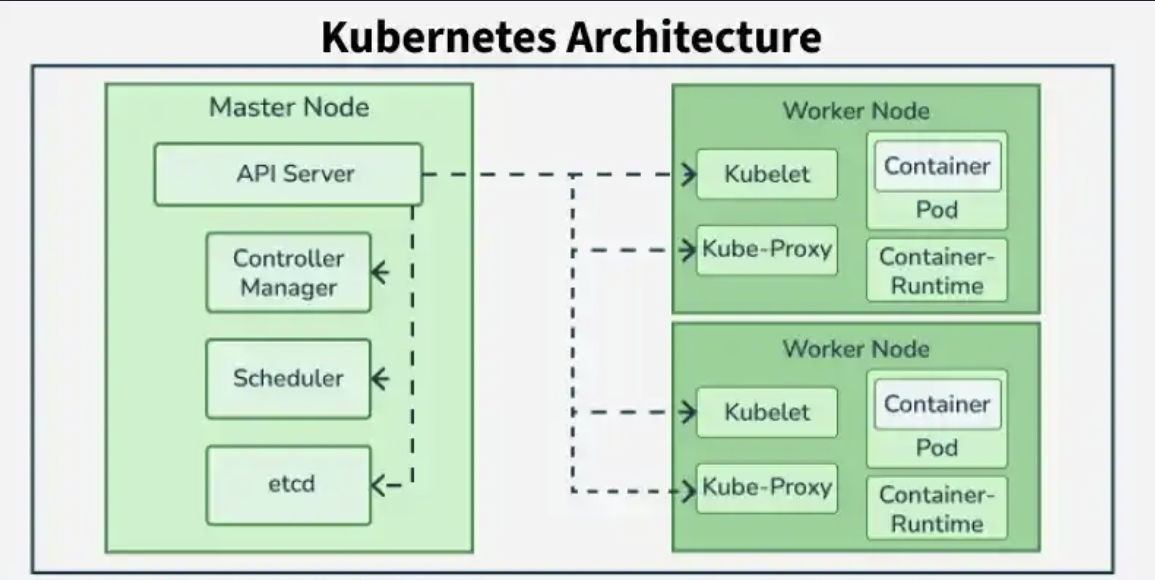 Kubernetes Architecture
Master Node
API Server
Controller
Manager
Scheduler
etcd
Worker Node
Kubelet
Kube-Proxy
Container
Pod
Container-
Runtime
Worker Node
Kubelet
Kube-Proxy
Container
Pod
Container-
Runtime